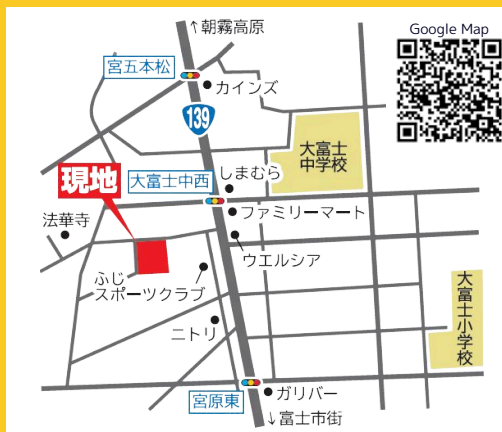 ↑朝霧高原
Google Map
宮五本松
カインズ
139
大富士
中学校
現地
大富士中西
しまむら
ファミリーマート
法華寺
ウエルシア
ふじ
スポーツクラブ
大富士小学校
ニトリ
宮原東
ガリバー
↓富士市街